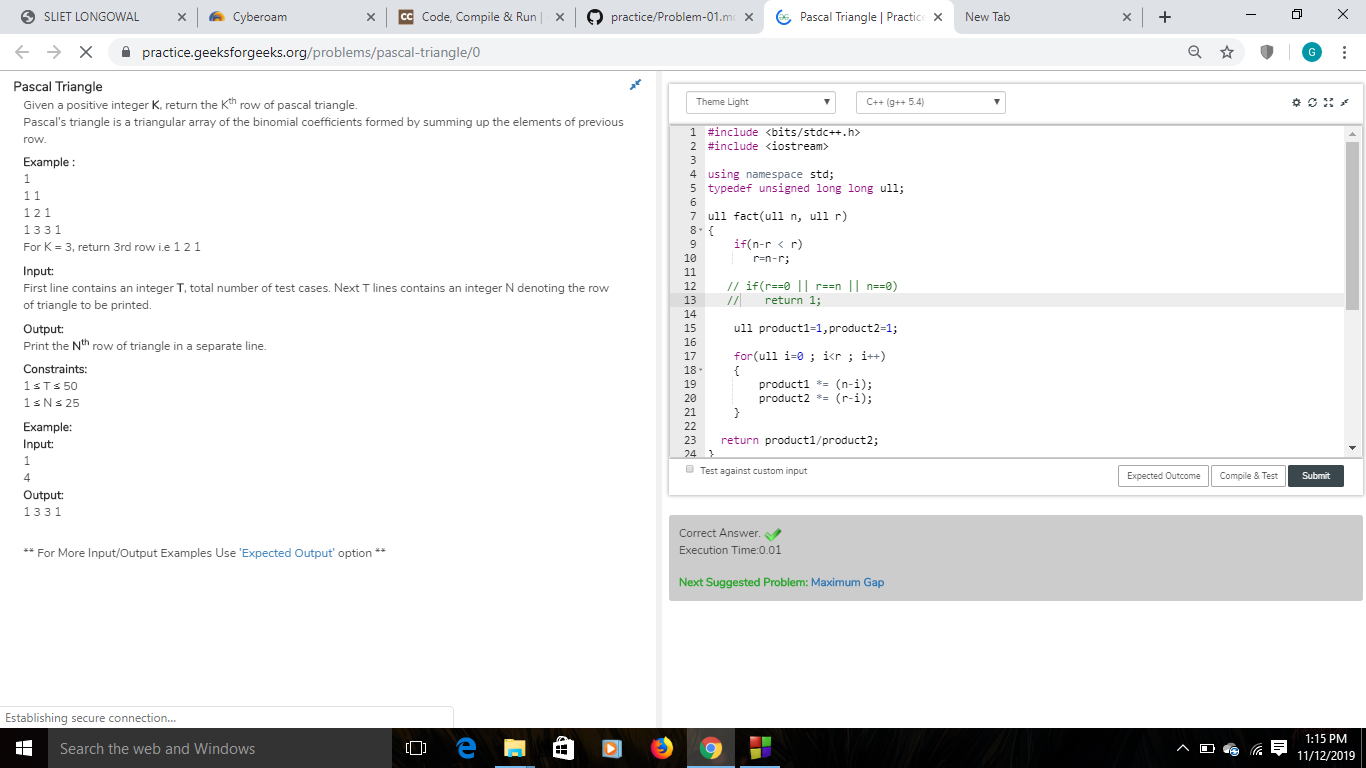 SLIET LONGOWAL
Cyberoam
Code, Compile & Run |
practice/Problem-01.m
Pascal Triangle | Practice
New Tab
practice.geeksforgeeks.org/problems/pascal-triangle/0
G
Pascal Triangle
Given a positive integer K, return the Kth row of pascal triangle.
Pascal's triangle is a triangular array of the binomial coefficients formed by summing up the elements of previous
row.
Example :
1
1 1
1 2 1
1 3 3 1
For K = 3, return 3rd row i.e 1 2 1
Input:
First line contains an integer T, total number of test cases. Next T lines contains an integer N denoting the row
of triangle to be printed.
Output:
Print the Nth row of triangle in a separate line.
Constraints:
1 ≤ T ≤ 50
1 ≤ N ≤ 25
Example:
Input:
1
4
Output:
1 3 3 1
** For More Input/Output Examples Use 'Expected Output' option **
Establishing secure connection...
Theme Light
C++ (g++ 5.4)
1 #include <bits/stdc++.h>
2 #include <iostream>
3
4 using namespace std;
5 typedef unsigned long long ull;
6
7 ull fact(ull n, ull r)
8 {
9 if(n-r < r)
10 r=n-r;
11
12 // if(r==0 || r==n || n==0)
13 // return 1;
14
15 ull product1=1,product2=1;
16
17 for(ull i=0 ; i<r ; i++)
18 {
19 product1 *= (n-i);
20 product2 *= (r-i);
21 }
22
23 return product1/product2;
24 }
Test against custom input
Expected Outcome
Compile & Test
Submit
Correct Answer.
Execution Time:0.01
Next Suggested Problem: Maximum Gap
Search the web and Windows
1:15 PM
11/12/2019